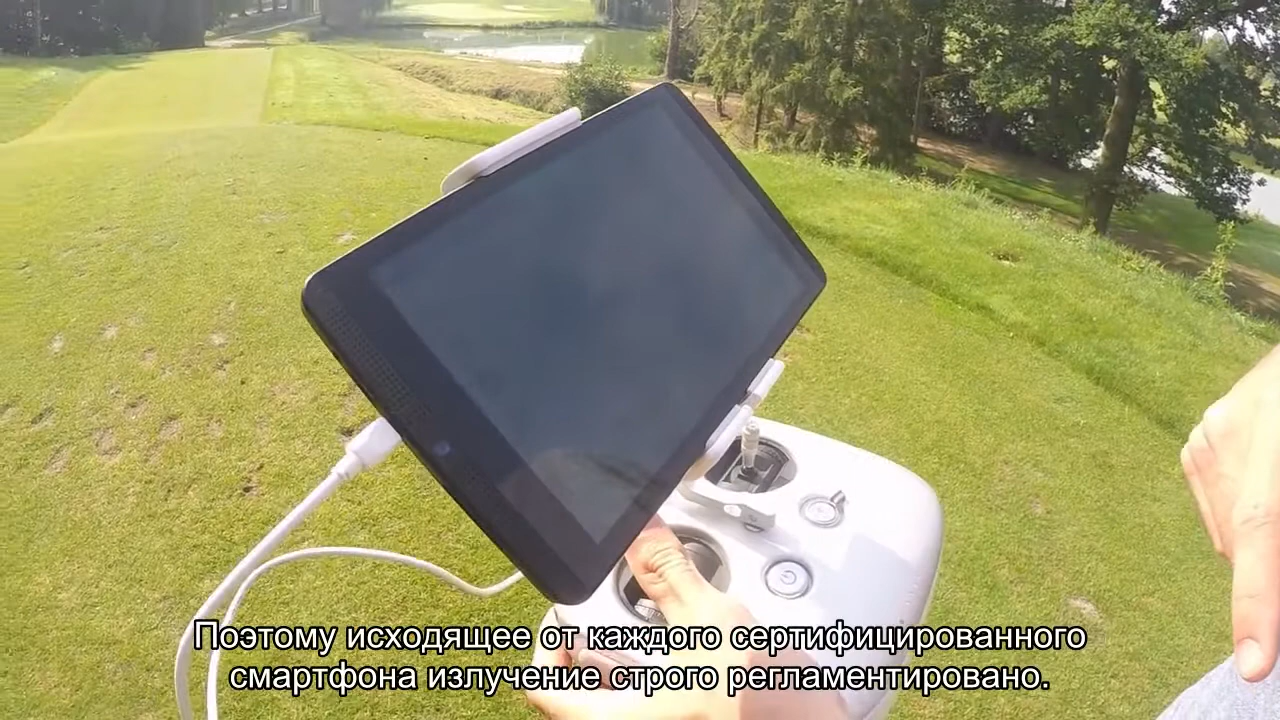 Поэтому исходящее от каждого сертифицированного
смартфона излучение строго регламентировано.